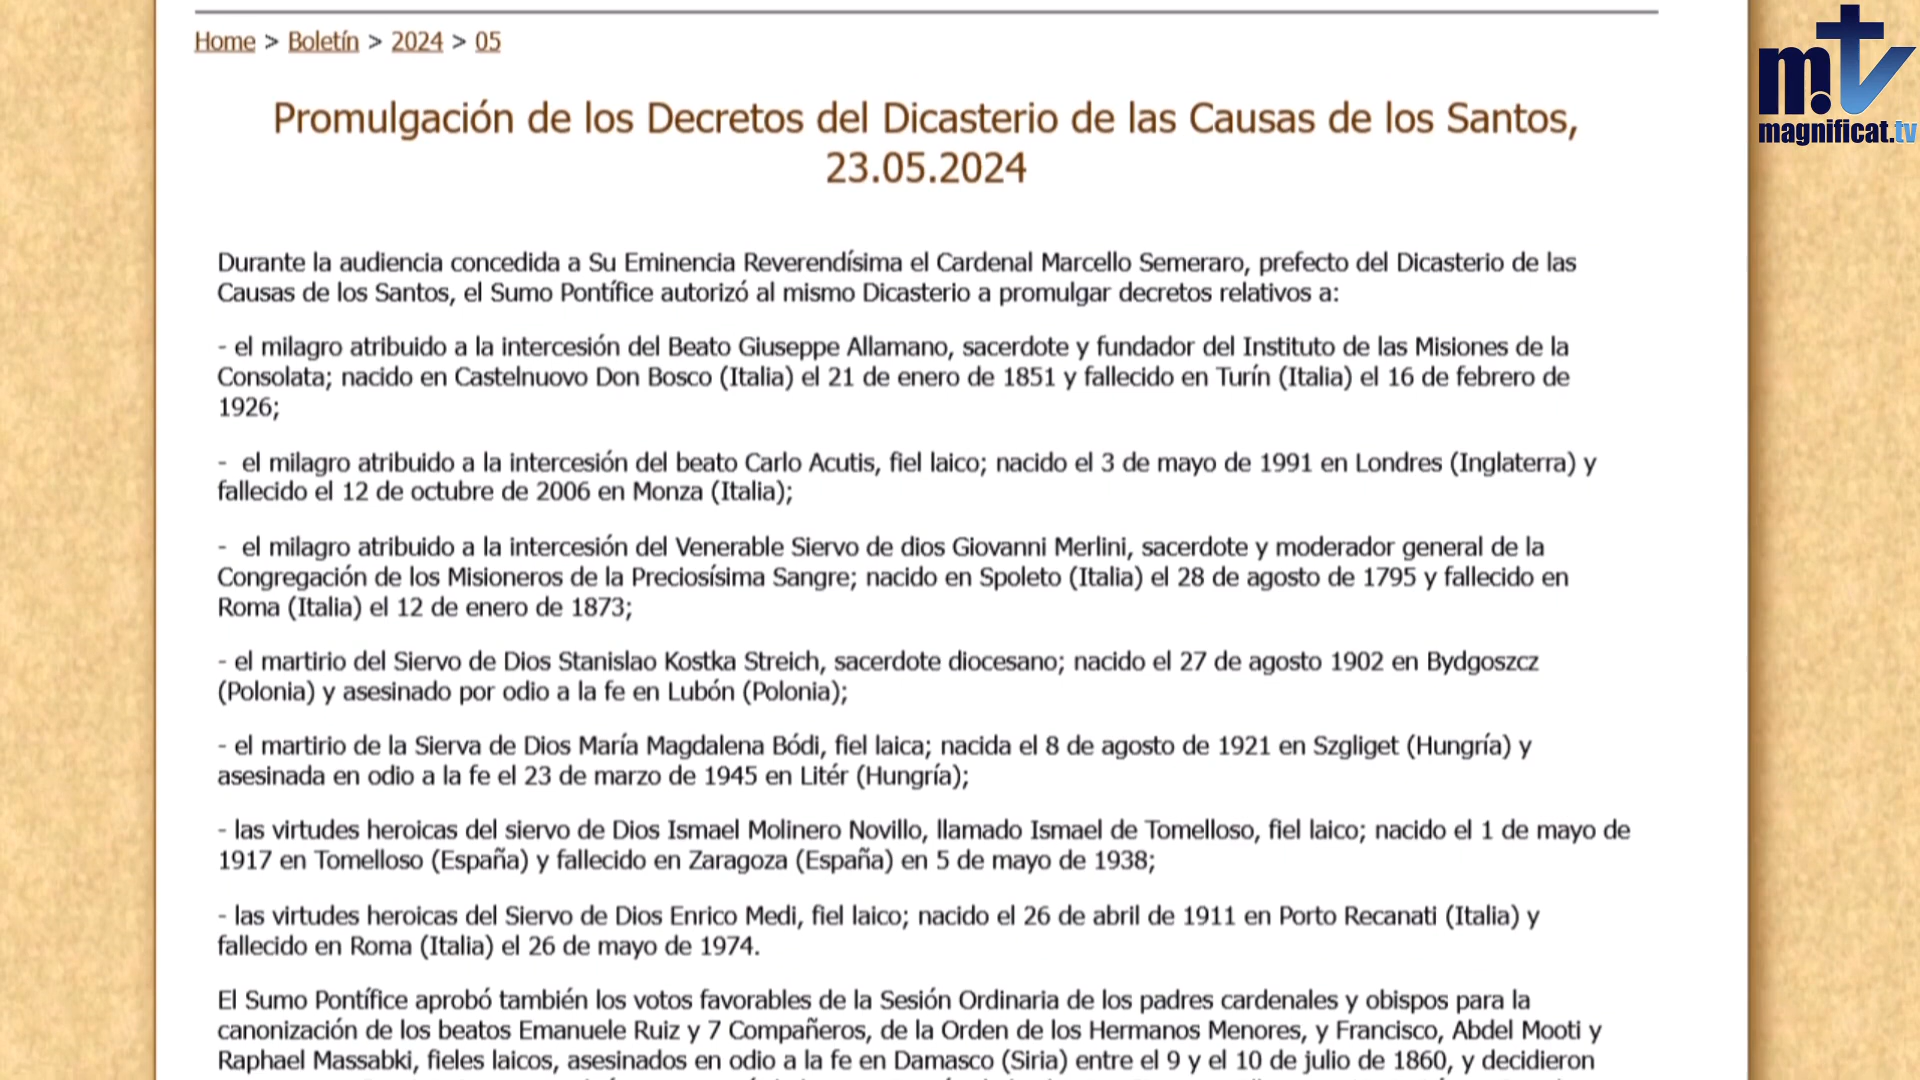 Home > Boletín > 2024 > 05
mtv
magnificat.tv
Promulgación de los Decretos del Dicasterio de las Causas de los Santos,
23.05.2024
Durante la audiencia concedida a Su Eminencia Reverendísima el Cardenal Marcello Semeraro, prefecto del Dicasterio de las
Causas de los Santos, el Sumo Pontífice autorizó al mismo Dicasterio a promulgar decretos relativos a:
- el milagro atribuido a la intercesión del Beato Giuseppe Allamano, sacerdote y fundador del Instituto de las Misiones de la
Consolata; nacido en Castelnuovo Don Bosco (Italia) el 21 de enero de 1851 y fallecido en Turín (Italia) el 16 de febrero de
1926;
- el milagro atribuido a la intercesión del beato Carlo Acutis, fiel laico; nacido el 3 de mayo de 1991 en Londres (Inglaterra) y
fallecido el 12 de octubre de 2006 en Monza (Italia);
- el milagro atribuido a la intercesión del Venerable Siervo de dios Giovanni Merlini, sacerdote y moderador general de la
Congregación de los Misioneros de la Preciosísima Sangre; nacido en Spoleto (Italia) el 28 de agosto de 1795 y fallecido en
Roma (Italia) el 12 de enero de 1873;
- el martirio del Siervo de Dios Stanislao Kostka Streich, sacerdote diocesano; nacido el 27 de agosto 1902 en Bydgoszcz
(Polonia) y asesinado por odio a la fe en Lubón (Polonia);
- el martirio de la Sierva de Dios María Magdalena Bódi, fiel laica; nacida el 8 de agosto de 1921 en Szgliget (Hungría) y
asesinada en odio a la fe el 23 de marzo de 1945 en Litér (Hungría);
- las virtudes heroicas del siervo de Dios Ismael Molinero Novillo, llamado Ismael de Tomelloso, fiel laico; nacido el 1 de mayo de
1917 en Tomelloso (España) y fallecido en Zaragoza (España) en 5 de mayo de 1938;
- las virtudes heroicas del Siervo de Dios Enrico Medi, fiel laico; nacido el 26 de abril de 1911 en Porto Recanati (Italia) y
fallecido en Roma (Italia) el 26 de mayo de 1974.
El Sumo Pontífice aprobó también los votos favorables de la Sesión Ordinaria de los padres cardenales y obispos para la
canonización de los beatos Emanuele Ruiz y 7 Compañeros, de la Orden de los Hermanos Menores, y Francisco, Abdel Mooti y
Raphael Massabki, fieles laicos, asesinados en odio a la fe en Damasco (Siria) entre el 9 y el 10 de julio de 1860, y decidieron